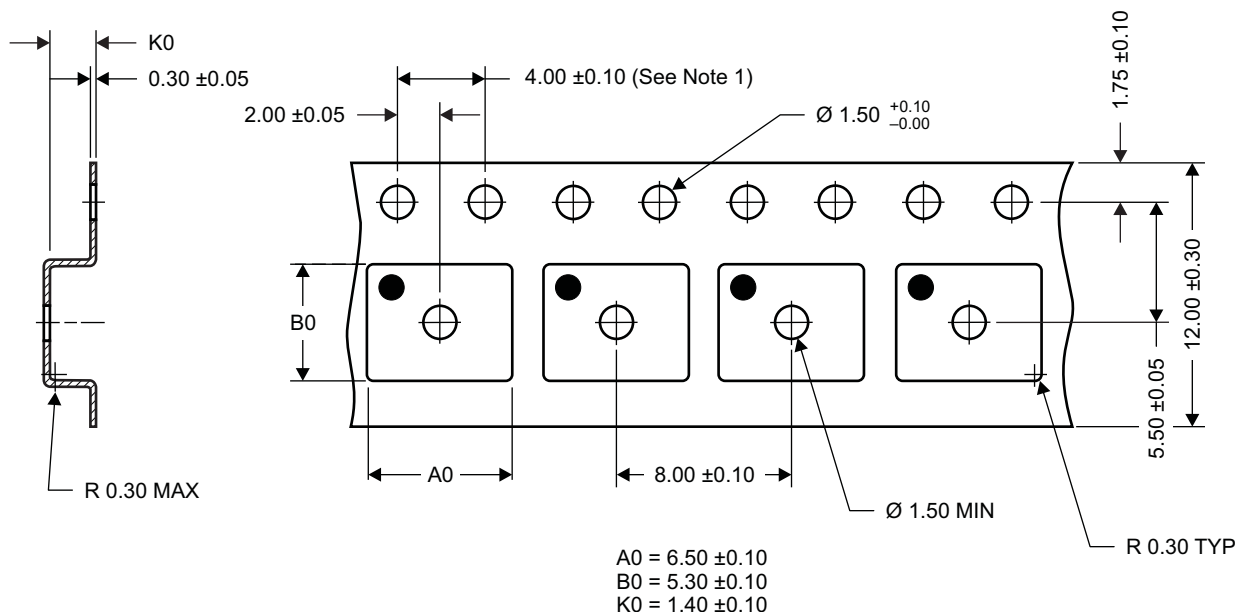 K0
0.30 ±0.05
4.00 ±0.10 (See Note 1)
2.00 ±0.05
Ø 1.50 +0.10
–0.00
1.75 ±0.10
12.00 ±0.30
5.50 ±0.05
B0
R 0.30 MAX
A0
8.00 ±0.10
Ø 1.50 MIN
R 0.30 TYP
A0 = 6.50 ±0.10
B0 = 5.30 ±0.10
K0 = 1.40 ±0.10